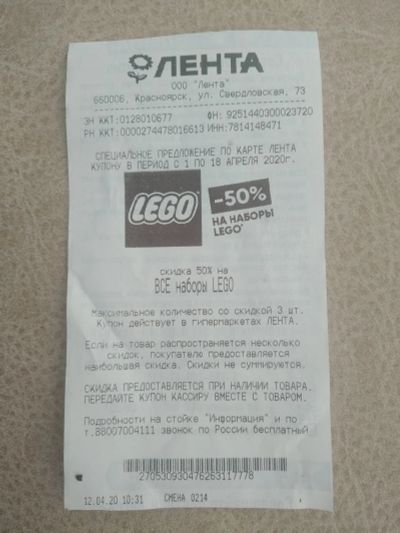 ЛЕНТА
ООО "Лента"
660006, Красноярск, ул. Свердловская, 73
ЗН ККТ:0128010677 ФН: 9251440300023720
РН ККТ:0000274478016613 ИНН:7814148471
СПЕЦИАЛЬНОЕ ПРЕДЛОЖЕНИЕ ПО КАРТЕ ЛЕНТА
КУПОНУ В ПЕРИОД С 1 ПО 18 АПРЕЛЯ 2020г.
LEGO
-50%
НА НАБОРЫ
LEGO®
скидка 50% на
ВСЕ наборы LEGO
Максимальное количество со скидкой 3 шт.
Купон действует в гипермаркетах ЛЕНТА.
Если на товар распространяется несколько
скидок, покупателю предоставляется
наибольшая скидка. Скидки не суммируются.
СКИДКА ПРЕДОСТАВЛЯЕТСЯ ПРИ НАЛИЧИИ ТОВАРА.
ПЕРЕДАЙТЕ КУПОН КАССИРУ ВМЕСТЕ С ТОВАРОМ.
Подробности на стойке "Информация" и по
т.88007004111 звонок по России бесплатный
270530930476263117778
12.04.20 10:31 СМЕНА 0214